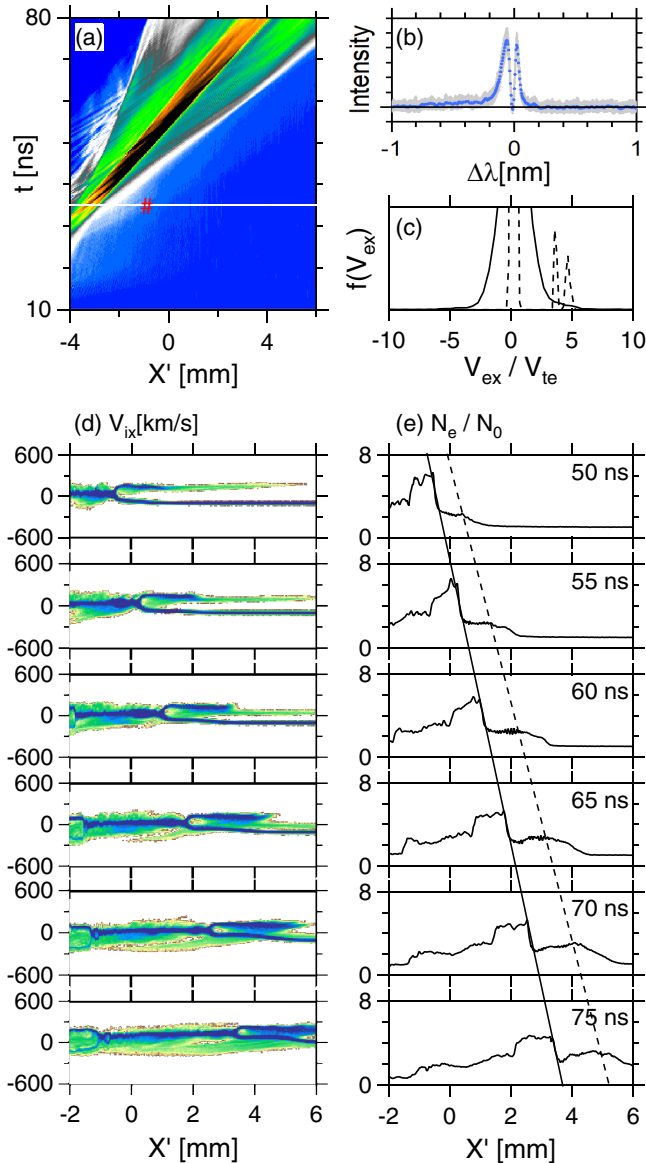 80
(a)
t [ns]
#
10
-4
0
4
X' [mm]
(b)
Intensity
-1
0
1
Δλ[nm]
(c)
f(V_ex)
-10
-5
0
5
10
V_ex / V_te
(d) V_ix[km/s]
600
-600
600
0
-600
600
0
-600
600
0
-600
600
0
-600
600
0
-600
-2
0
2
4
6
X' [mm]
(e) N_e / N_0
8
0
50 ns
8
0
55 ns
8
0
60 ns
8
0
65 ns
8
0
70 ns
8
0
75 ns
-2
0
2
4
6
X' [mm]